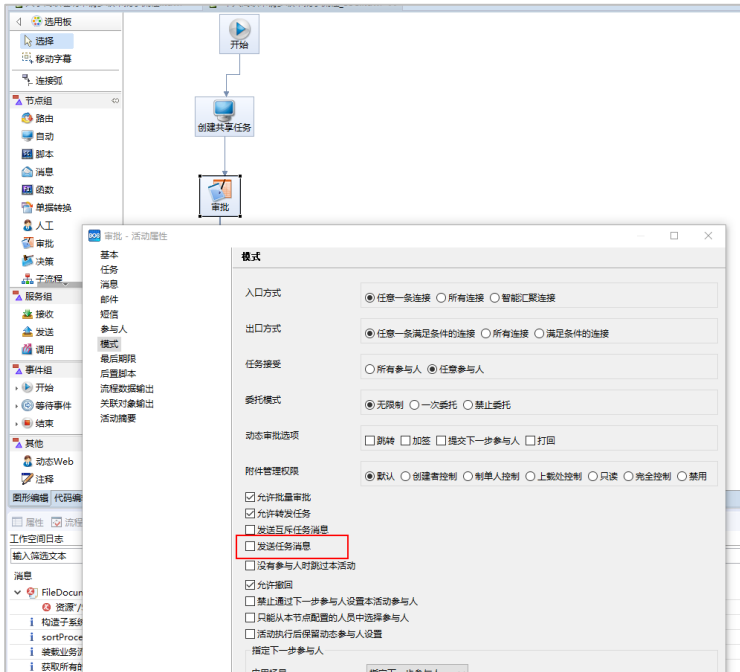 选用板
选择
移动字幕
连接弧
节点组
路由
自动
脚本
消息
函数
单据转换
人工
审批
决策
子流程
服务组
接收
发送
调用
事件组
开始
等待事件
结束
其他
动态Web
注释
图形编辑 代码编
属性 流程
工作空间日志
输入筛选文本
消息
FileDocum
资源"/
构造子系统
sortProce
装载业务流
获取所有的
开始
创建共享任务
审批
BOS 审批 - 活动属性
基本
任务
消息
邮件
短信
参与人
模式
最后期限
后置脚本
流程数据输出
关联对象输出
活动摘要
模式
入口方式 任意一条连接 所有连接 智能汇聚连接
出口方式 任意一条满足条件的连接 所有连接 满足条件的连接
任务接受 所有参与人 任意参与人
委托模式 无限制 一次委托 禁止委托
动态审批选项 跳转 加签 提交下一步参与人 打回
附件管理权限 默认 创建者控制 制单人控制 上载处控制 只读 完全控制 禁用
允许批量审批
允许转发任务
发送互斥任务消息
发送任务消息
没有参与人时跳过本活动
允许撤回
禁止通过下一步参与人设置本活动参与人
只能从本节点配置的人员中选择参与人
活动执行后保留动态参与人设置
指定下一步参与人